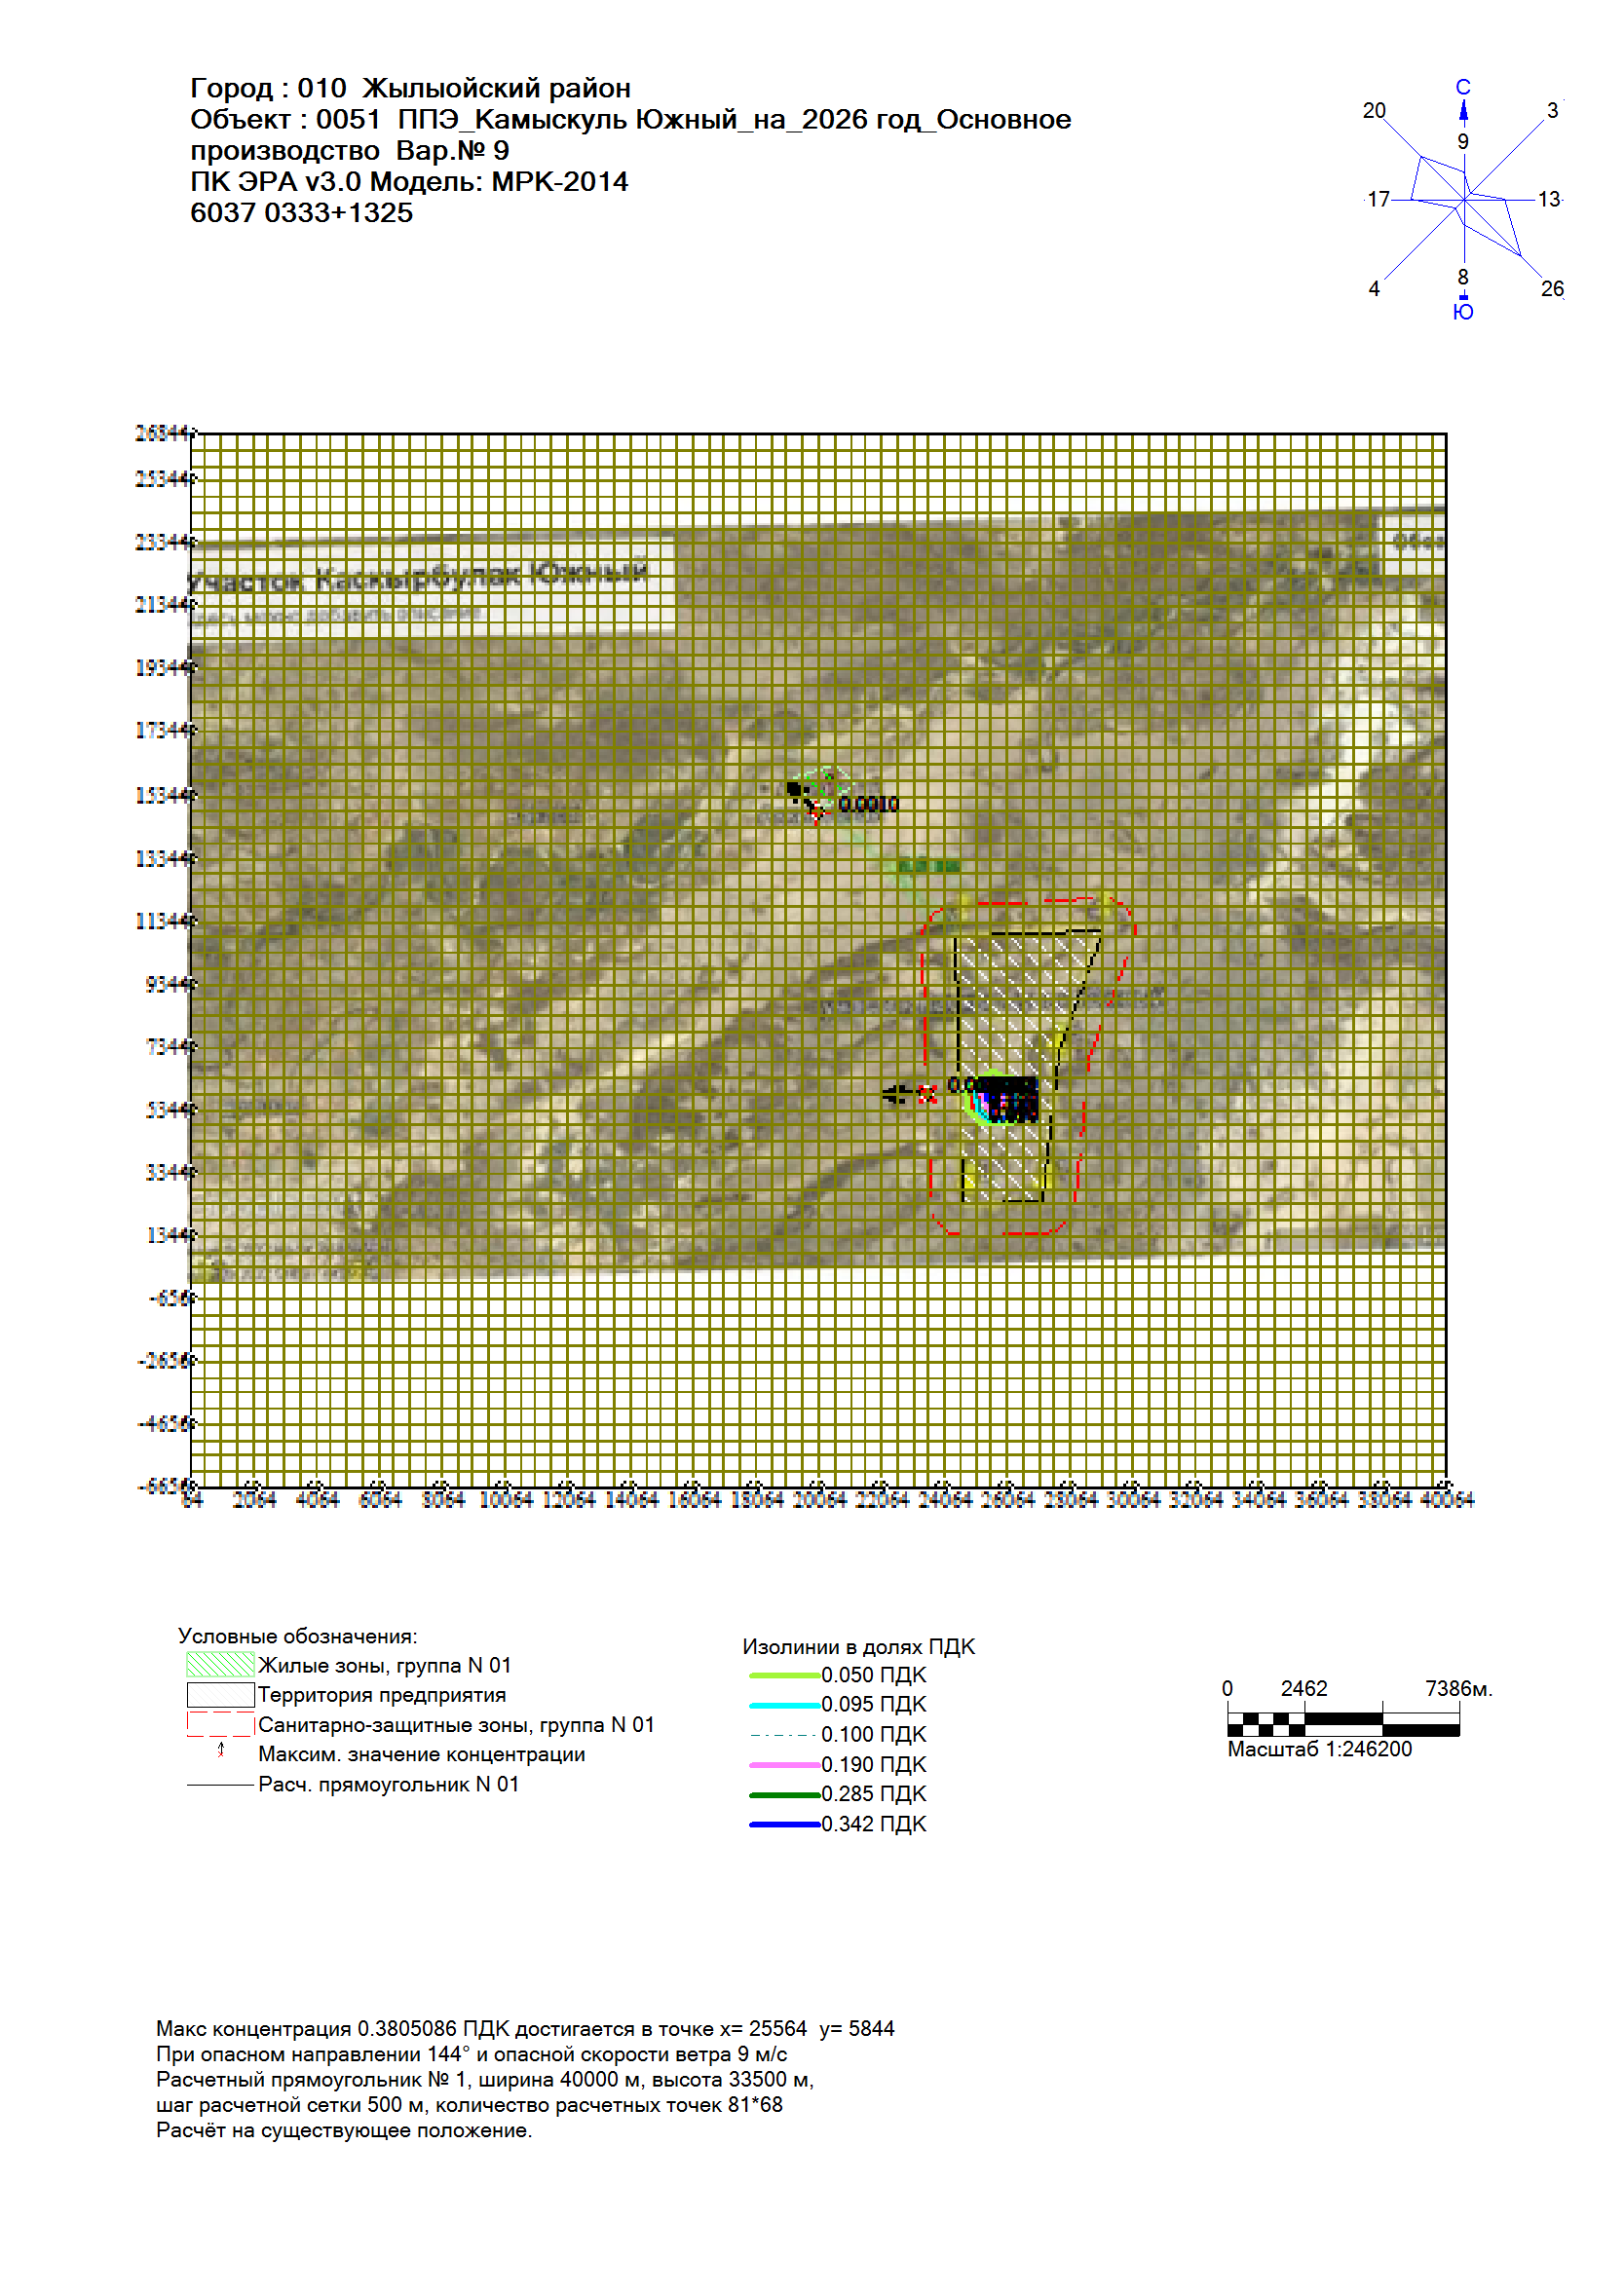 Город : 010  Жылыойский район
Объект : 0051  ППЭ_Камыскуль Южный_на_2026 год_Основное
производство  Вар.№ 9
ПК ЭРА v3.0 Модель: МРК-2014
6037 0333+1325
С
20
3
9
17
13
4
8
26
Ю
26844
25344
23344
Участок Каскырбулак Южный
21344
19344
17344
15344
0.0010
13344
11344
9344
7344
5344
3344
1344
-656
-2656
-4656
-6656
64 2064 4064 6064 8064 10064 12064 14064 16064 18064 20064 22064 24064 26064 28064 30064 32064 34064 36064 38064 40064
Условные обозначения:
Жилые зоны, группа N 01
Территория предприятия
Санитарно-защитные зоны, группа N 01
Максим. значение концентрации
Расч. прямоугольник N 01
Изолинии в долях ПДК
0.050 ПДК
0.095 ПДК
0.100 ПДК
0.190 ПДК
0.285 ПДК
0.342 ПДК
0 2462 7386м.
Масштаб 1:246200
Макс концентрация 0.3805086 ПДК достигается в точке x= 25564  y= 5844
При опасном направлении 144° и опасной скорости ветра 9 м/с
Расчетный прямоугольник № 1, ширина 40000 м, высота 33500 м,
шаг расчетной сетки 500 м, количество расчетных точек 81*68
Расчёт на существующее положение.